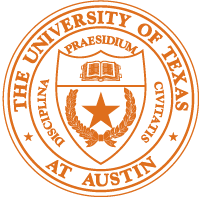 THE UNIVERSITY OF TEXAS
AT AUSTIN
DISCIPLINA
PRAESIDIUM
CIVITATIS